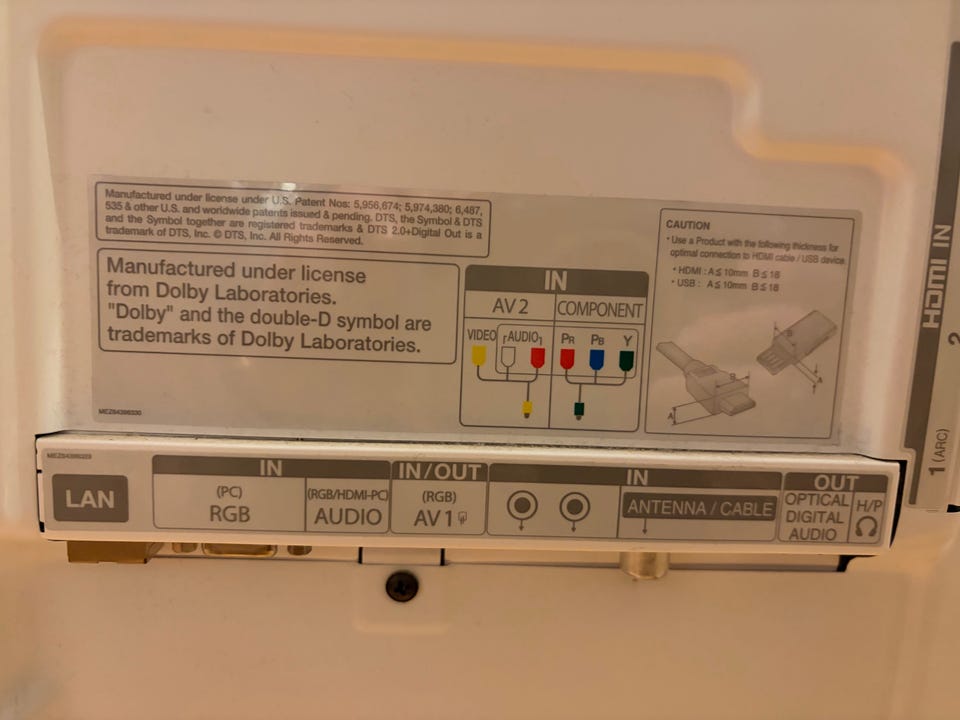 Manufactured under license under U.S. Patent Nos: 5,956,674; 5,974,380; 6,487,
535 & other U.S. and worldwide patents issued & pending. DTS, the Symbol & DTS
and the Symbol together are registered trademarks & DTS 2.0+Digital Out is a
trademark of DTS, Inc. © DTS, Inc. All Rights Reserved.
Manufactured under license
from Dolby Laboratories.
"Dolby" and the double-D symbol are
trademarks of Dolby Laboratories.
IN
AV 2 COMPONENT
VIDEO AUDIO PR PB Y
CAUTION
* Use a Product with the following thickness for
optimal connection to HDMI cable / USB device.
* HDMI : A ≤ 10mm B ≤ 18
* USB : A ≤ 10mm B ≤ 18
B
A
B
A
HDMI IN
2
1 (ARC)
LAN
IN
(PC)
RGB
(RGB/HDMI-PC)
AUDIO
IN/OUT
(RGB)
AV1
IN
ANTENNA / CABLE
OUT
OPTICAL
DIGITAL
AUDIO
H/P